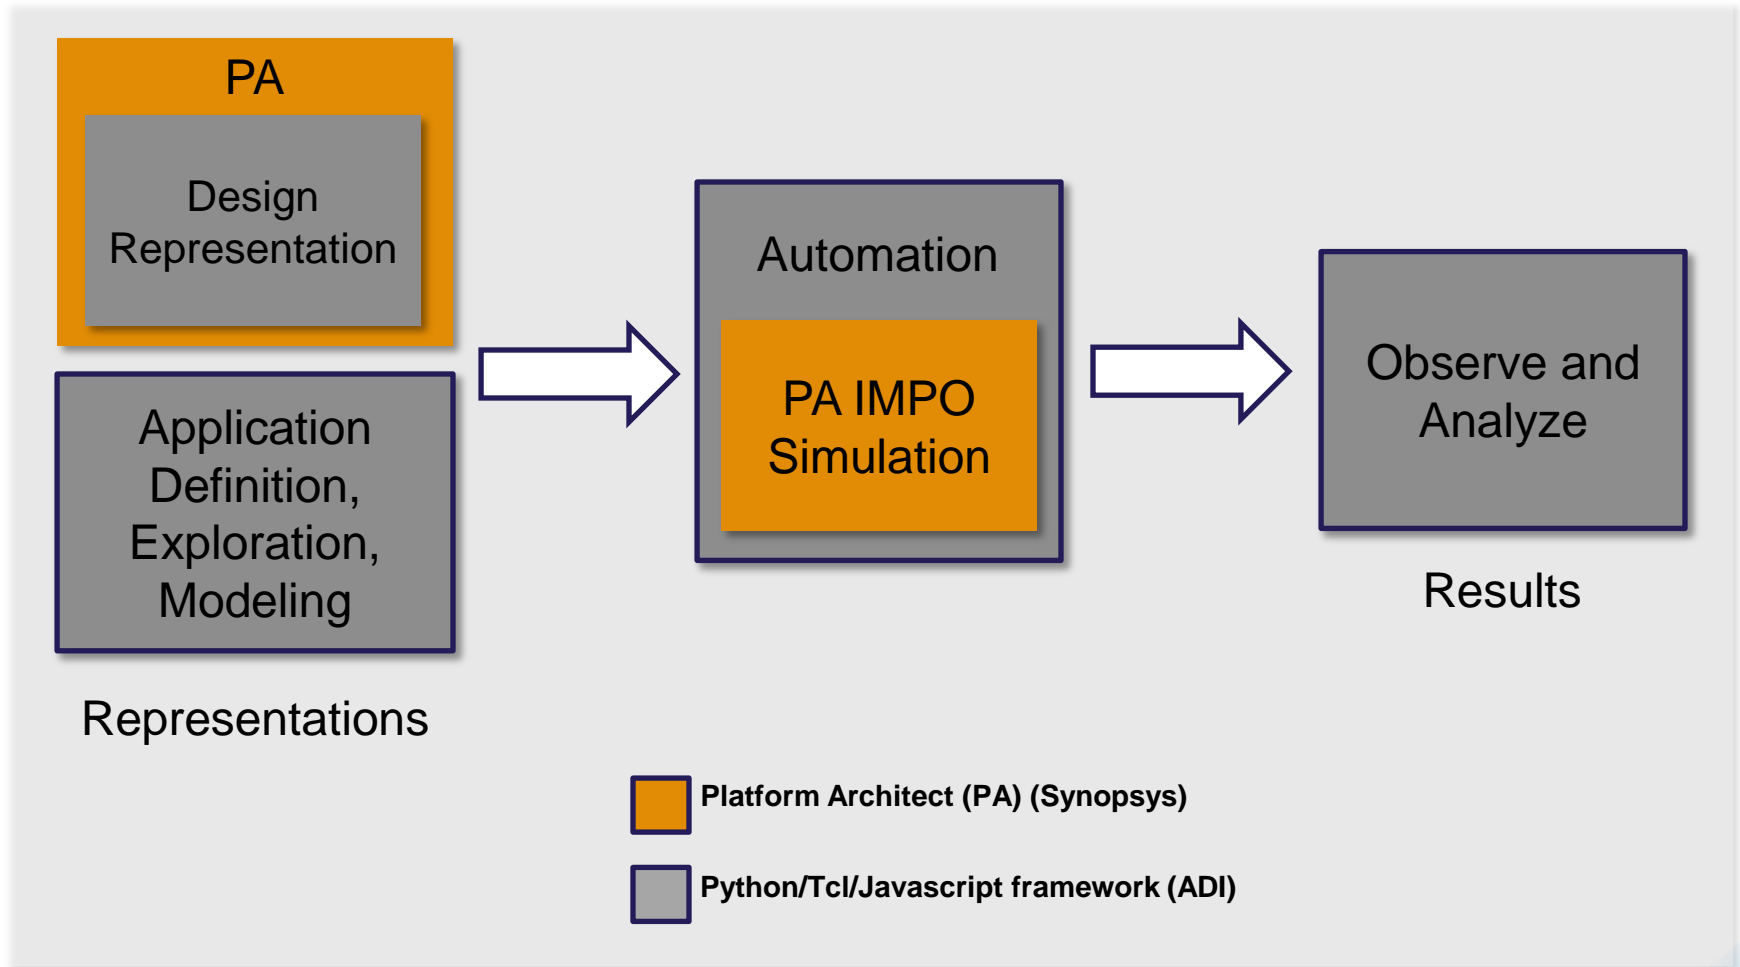 PA
Design
Representation
Application
Definition,
Exploration,
Modeling
Representations
Automation
PA IMPO
Simulation
Observe and
Analyze
Results
Platform Architect (PA) (Synopsys)
Python/Tcl/Javascript framework (ADI)